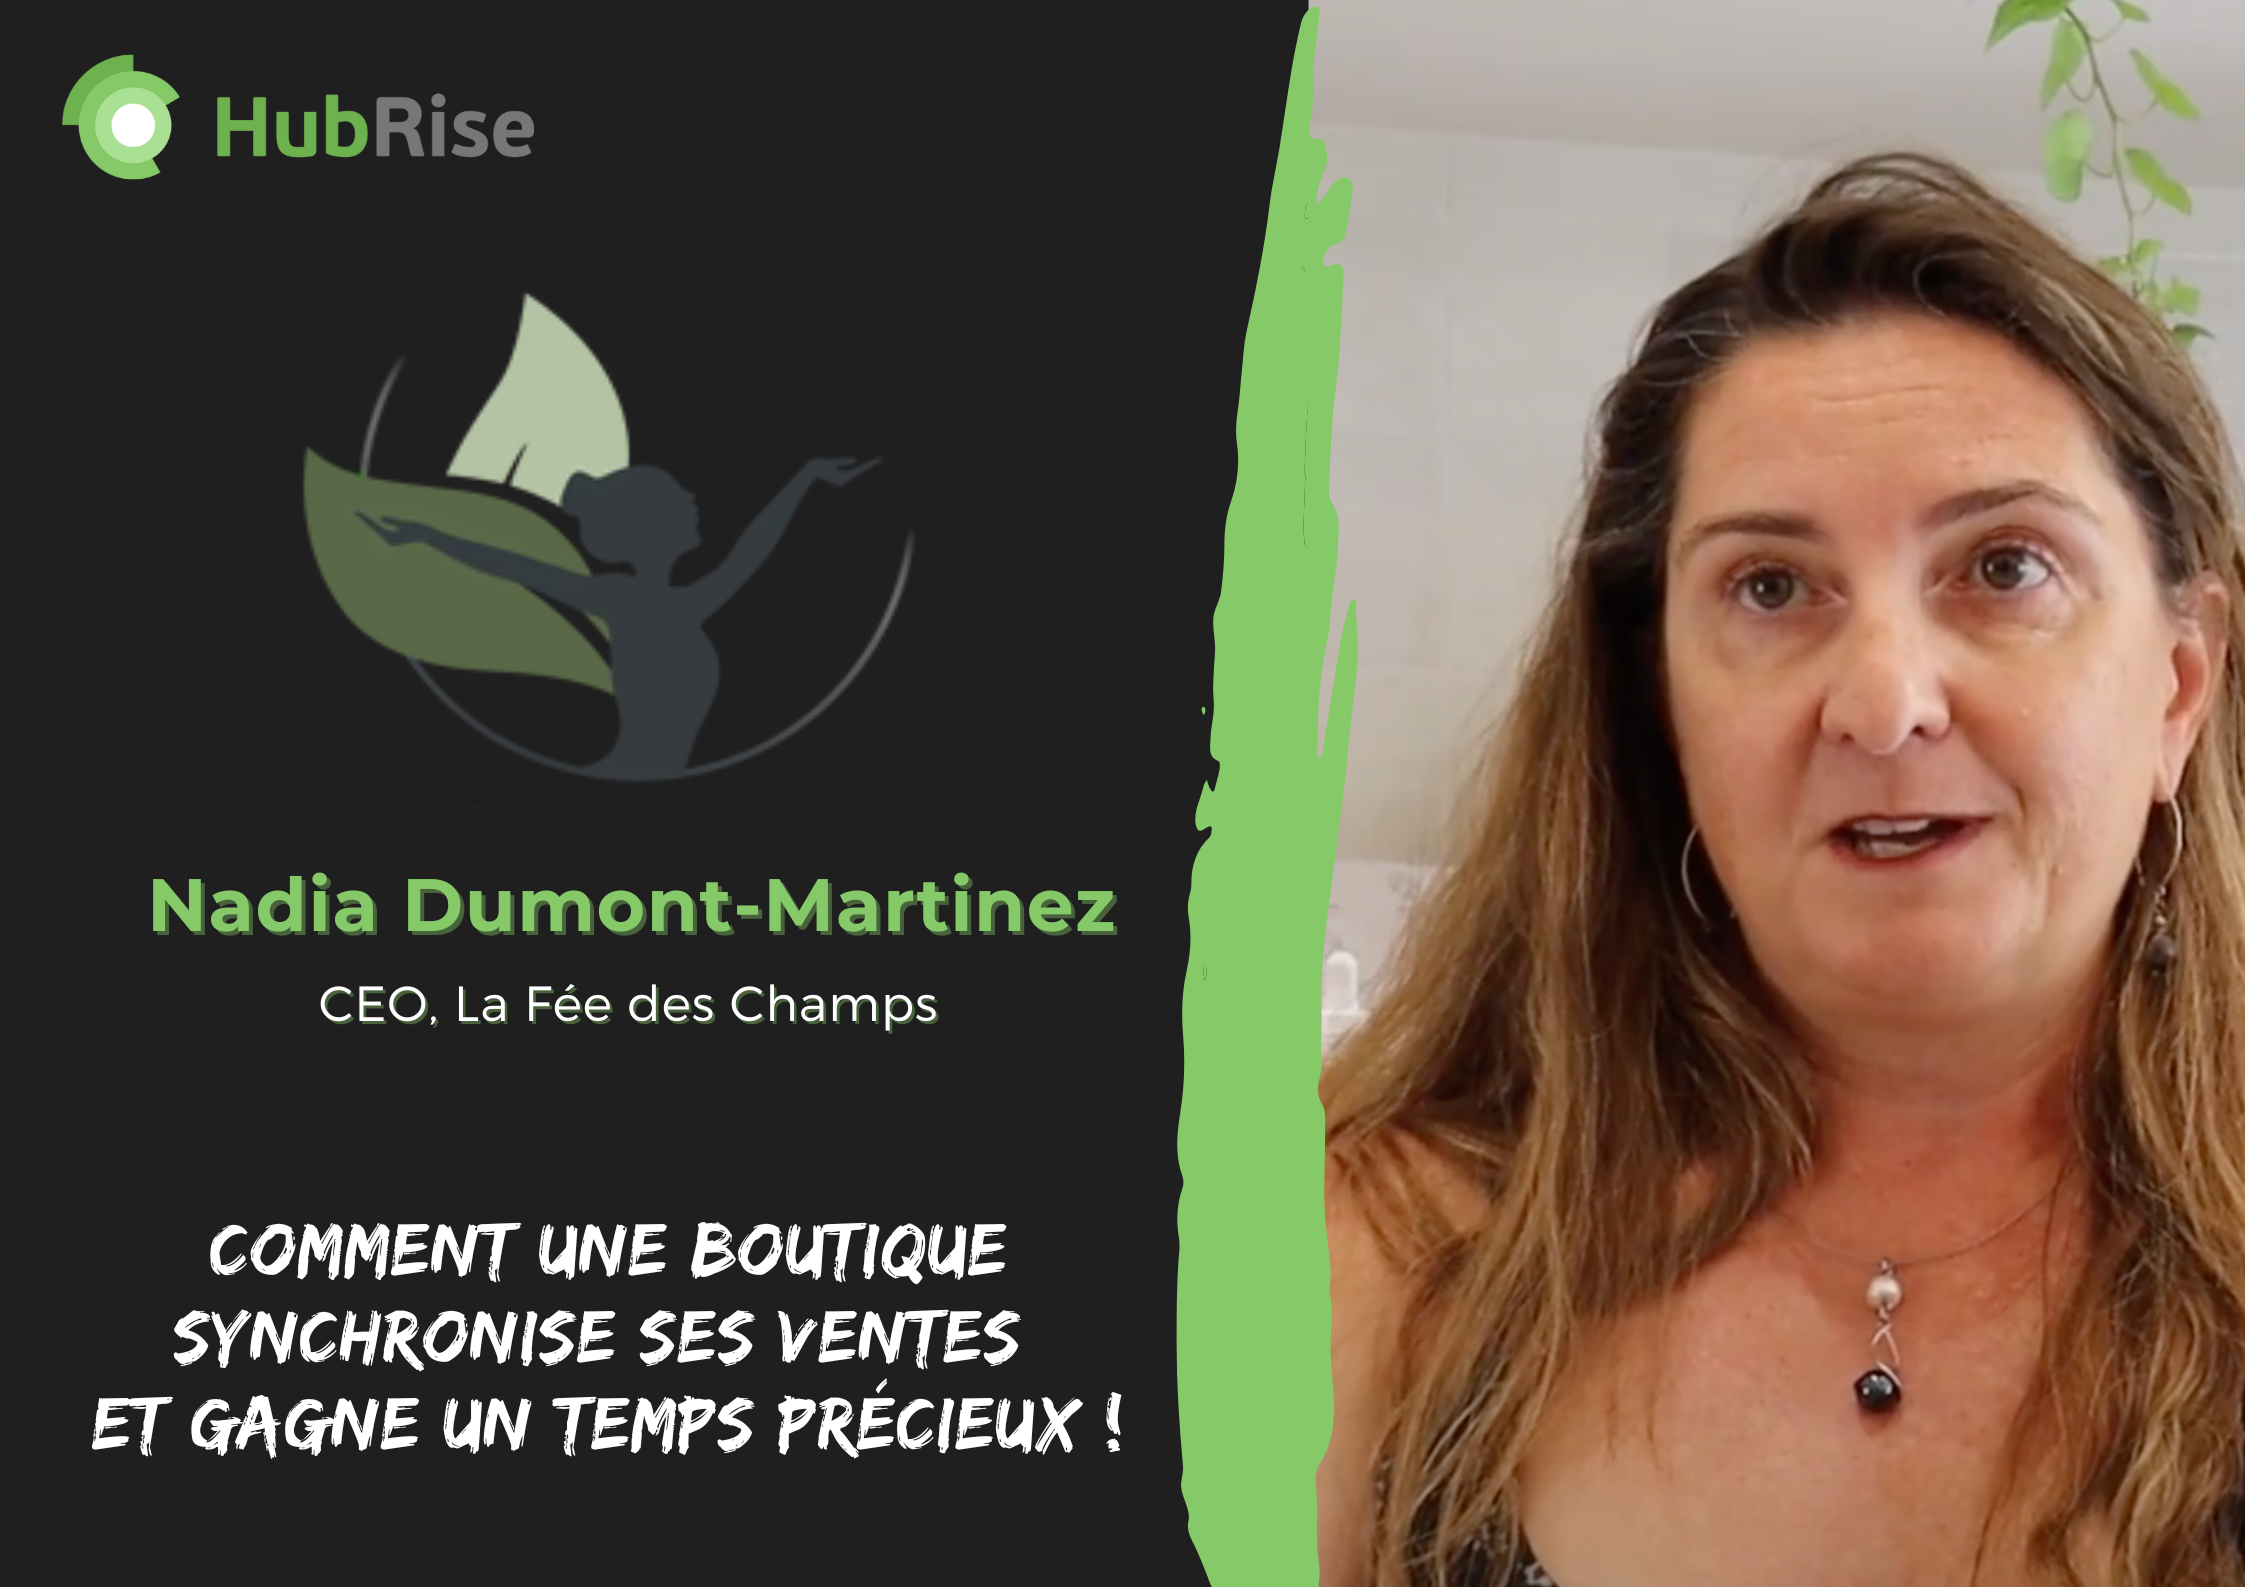 HubRise
Nadia Dumont-Martinez
CEO, La Fée des Champs
COMMENT UNE BOUTIQUE
SYNCHRONISE SES VENTES
ET GAGNE UN TEMPS PRÉCIEUX !